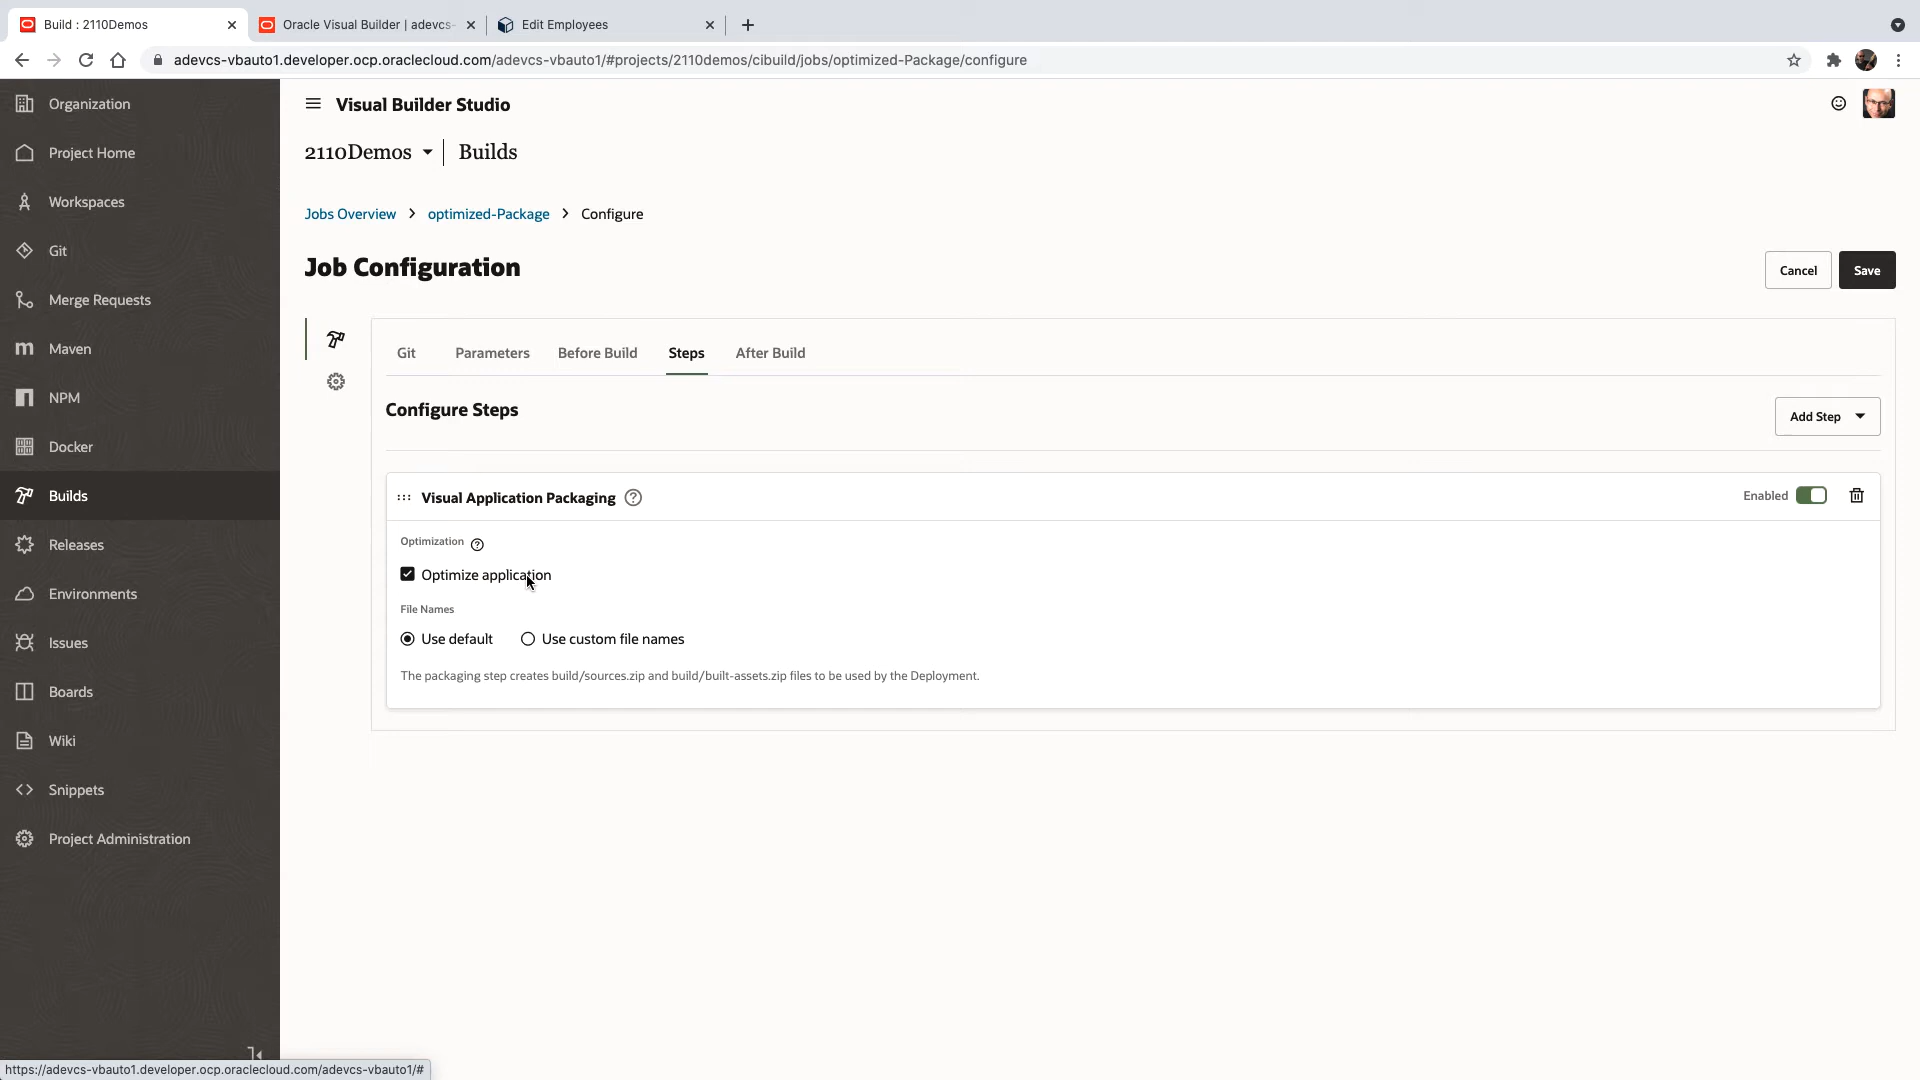 Build : 2110Demos
Oracle Visual Builder | adevcs-
Edit Employees
adevcs-vbauto1.developer.ocp.oraclecloud.com/adevcs-vbauto1/#projects/2110demos/cibuild/jobs/optimized-Package/configure
Organization
Project Home
Workspaces
Git
Merge Requests
Maven
NPM
Docker
Builds
Releases
Environments
Issues
Boards
Wiki
Snippets
Project Administration
Visual Builder Studio
2110Demos
Builds
Jobs Overview > optimized-Package > Configure
Job Configuration
Cancel
Save
Git
Parameters
Before Build
Steps
After Build
Configure Steps
Add Step
Visual Application Packaging
Enabled
Optimization
Optimize application
File Names
Use default
Use custom file names
The packaging step creates build/sources.zip and build/built-assets.zip files to be used by the Deployment.
https://adevcs-vbauto1.developer.ocp.oraclecloud.com/adevcs-vbauto1/#